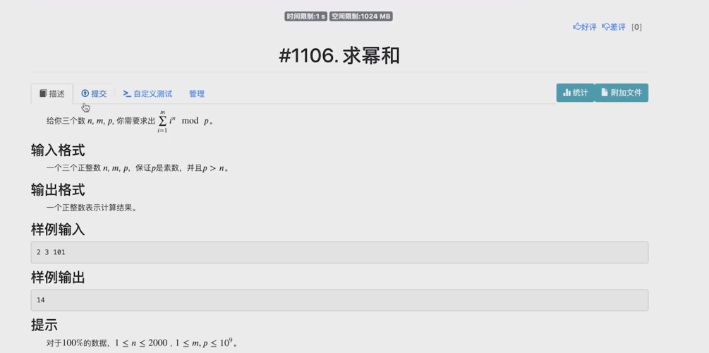 时间限制:1 s 空间限制:1024 MB
好评 差评 [0]
#1106. 求幂和
描述 提交 自定义测试 管理 统计 附加文件
给你三个数 n, m, p, 你需要求出 \sum_{i=1}^{m} i^n mod p。
输入格式
一个三个正整数 n, m, p，保证p是素数，并且p > n。
输出格式
一个正整数表示计算结果。
样例输入
2 3 101
样例输出
14
提示
对于100%的数据，1 ≤ n ≤ 2000 , 1 ≤ m, p ≤ 10^9。